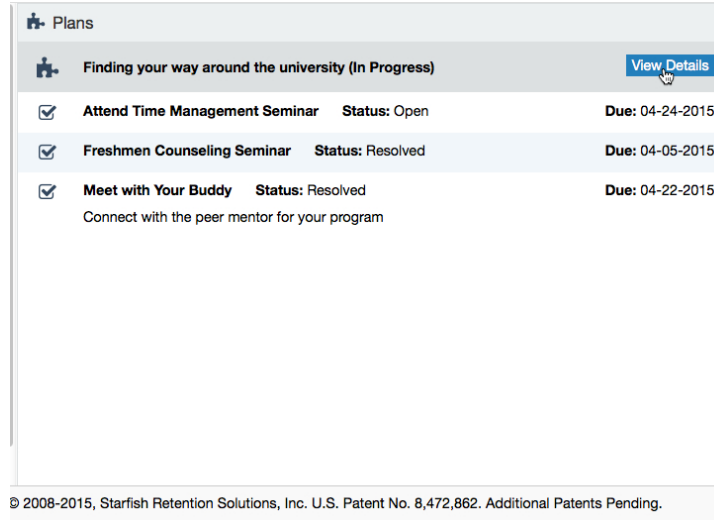 Plans
Finding your way around the university (In Progress) View Details
Attend Time Management Seminar Status: Open Due: 04-24-2015
Freshmen Counseling Seminar Status: Resolved Due: 04-05-2015
Meet with Your Buddy Status: Resolved Due: 04-22-2015
Connect with the peer mentor for your program
© 2008-2015, Starfish Retention Solutions, Inc. U.S. Patent No. 8,472,862. Additional Patents Pending.